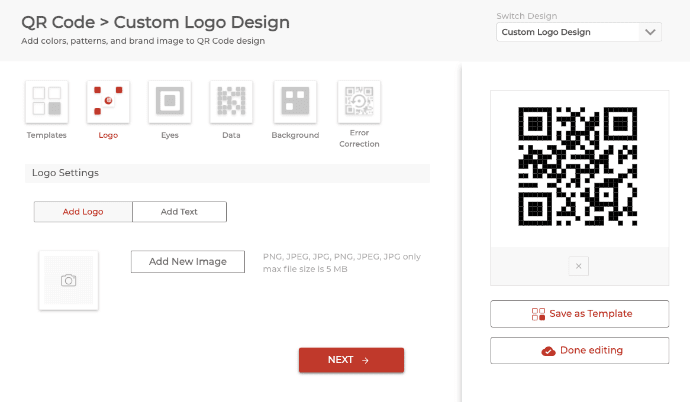 QR Code > Custom Logo Design
Add colors, patterns, and brand image to QR Code design
Switch Design
Custom Logo Design
Templates
Logo
Eyes
Data
Background
Error
Correction
Logo Settings
Add Logo
Add Text
Add New Image
PNG, JPEG, JPG, PNG, JPEG, JPG only
max file size is 5 MB
NEXT →
×
Save as Template
Done editing